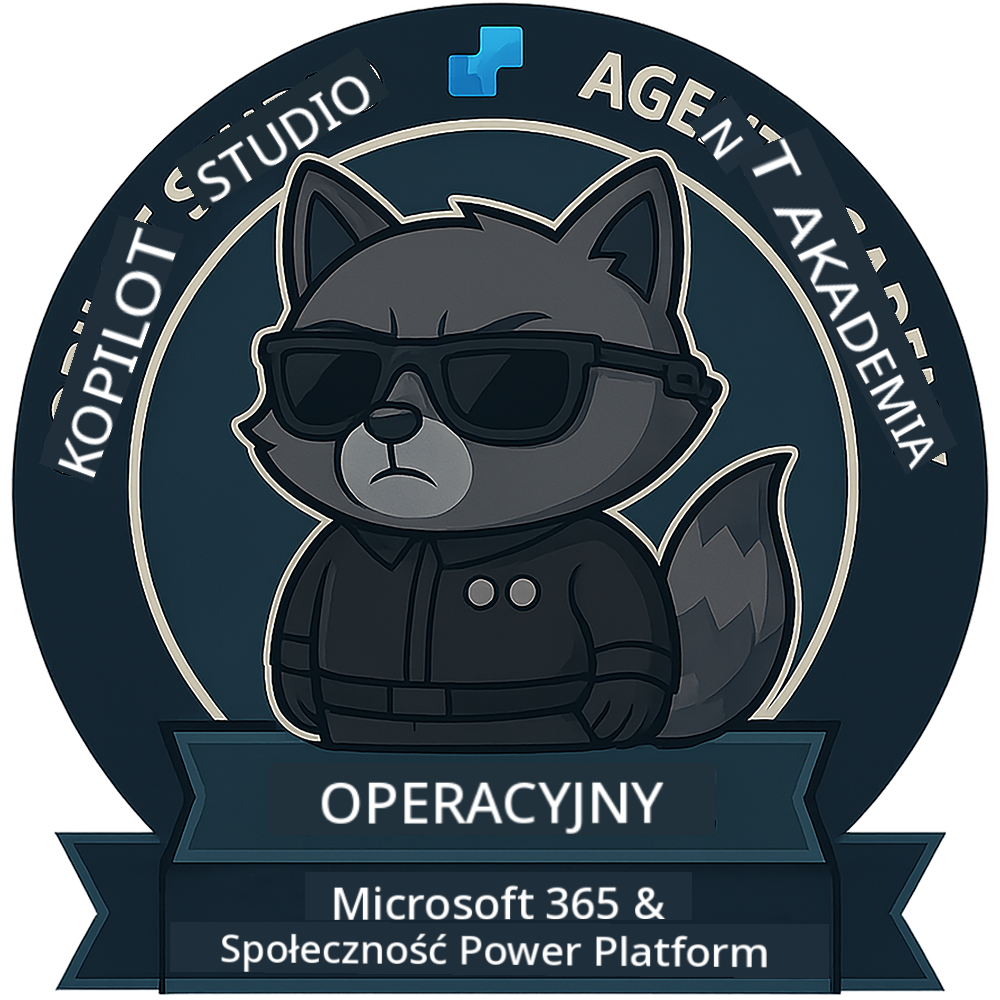 KOPILOT STUDIO
AGENT AKADEMIA
OPERACYJNY
Microsoft 365 &
Społeczność Power Platform